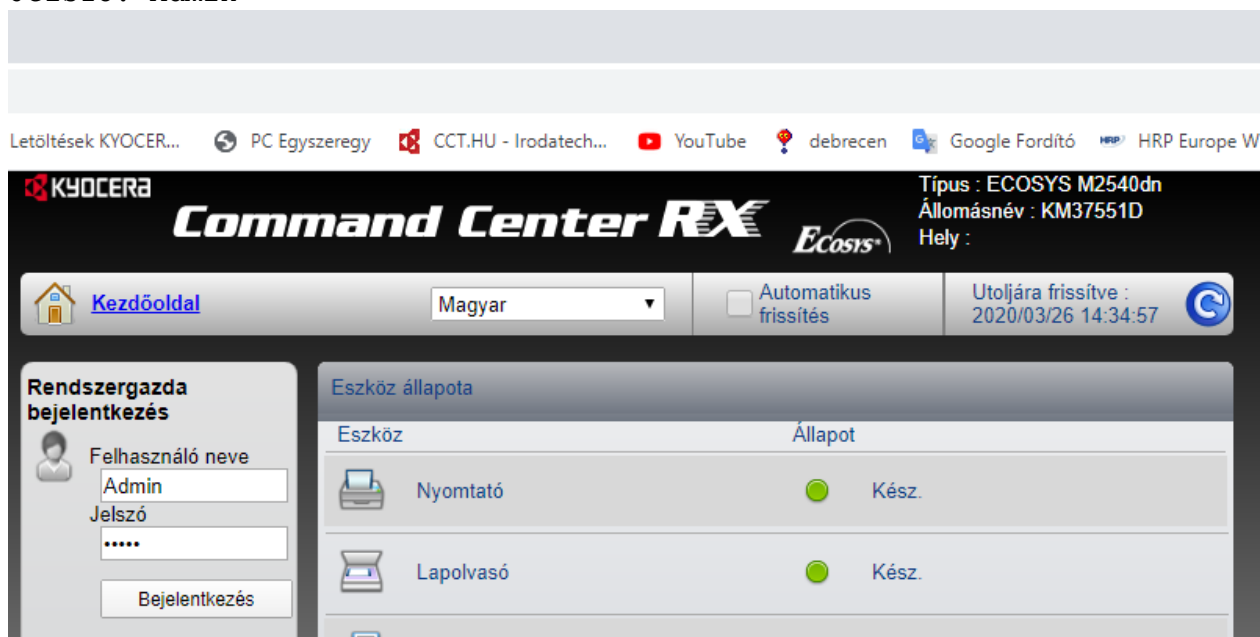 Letöltések KYOCER... PC Egyszeregy CCT.HU - Irodatech... YouTube debrecen Google Fordító HRP HRP Europe W
KYOCERA
Command Center RX Ecosys
Típus : ECOSYS M2540dn
Állomásnév : KM37551D
Hely :
Kezdőoldal Magyar Automatikus frissítés Utoljára frissítve :
2020/03/26 14:34:57
Rendszergazda
bejelentkezés
Felhasználó neve
Admin
Jelszó
•••••
Bejelentkezés
Eszköz állapota
Eszköz Állapot
Nyomtató Kész.
Lapolvasó Kész.